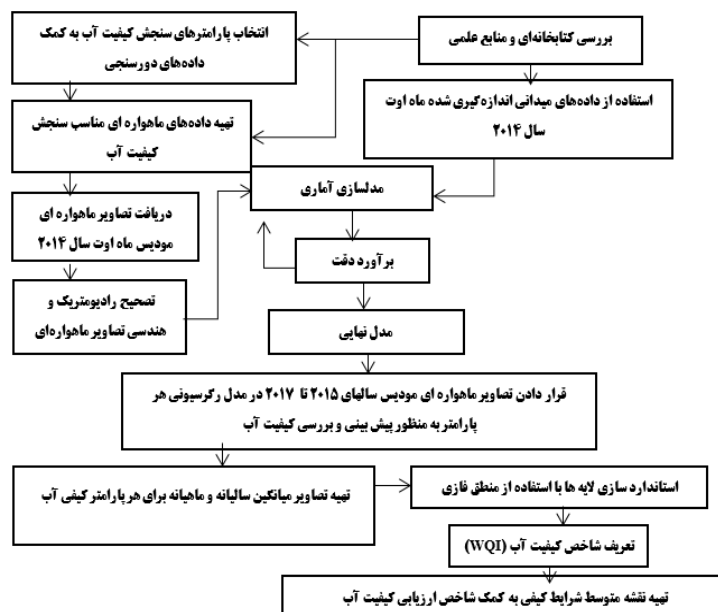 بررسی کتابخانه‌ای و منابع علمی
انتخاب پارامترهای سنجش کیفیت آب به کمک
داده‌های دورسنجی
استفاده از داده‌های میدانی اندازه‌گیری شده ماه اوت
سال ۲۰۱۴
تهیه داده‌های ماهواره ای مناسب سنجش
کیفیت آب
مدلسازی آماری
دریافت تصاویر ماهواره ای
مودیس ماه اوت سال ۲۰۱۴
برآورد دقت
تصحیح رادیومتریک و
هندسی تصاویر ماهواره‌ای
مدل نهایی
قرار دادن تصاویر ماهواره ای مودیس سالهای ۲۰۱۵ تا ۲۰۱۷ در مدل رگرسیونی هر
پارامتر به منظور پیش بینی و بررسی کیفیت آب
تهیه تصاویر میانگین سالیانه و ماهیانه برای هر پارامتر کیفی آب
استاندارد سازی لایه ها با استفاده از منطق فازی
تعریف شاخص کیفیت آب (WQI)
تهیه نقشه متوسط شرایط کیفی به کمک شاخص ارزیابی کیفیت آب